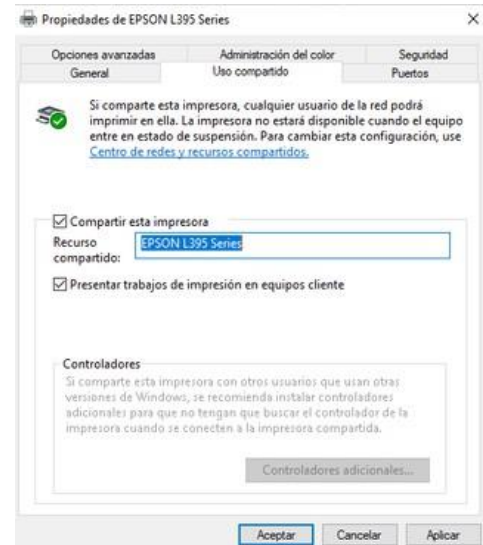 Propiedades de EPSON L395 Series
Opciones avanzadas Administración del color Seguridad
General Uso compartido Puertos
Si comparte esta impresora, cualquier usuario de la red podrá
imprimir en ella. La impresora no estará disponible cuando el equipo
entre en estado de suspensión. Para cambiar esta configuración, use
Centro de redes y recursos compartidos.
Compartir esta impresora
Recurso
compartido:
EPSON L395 Series
Presentar trabajos de impresión en equipos cliente
Controladores
Si comparte esta impresora con otros usuarios que usan otras
versiones de Windows, se recomienda instalar controladores
adicionales para que no tengan que buscar el controlador de la
impresora cuando se conecten a la impresora compartida.
Controladores adicionales...
Aceptar Cancelar Aplicar